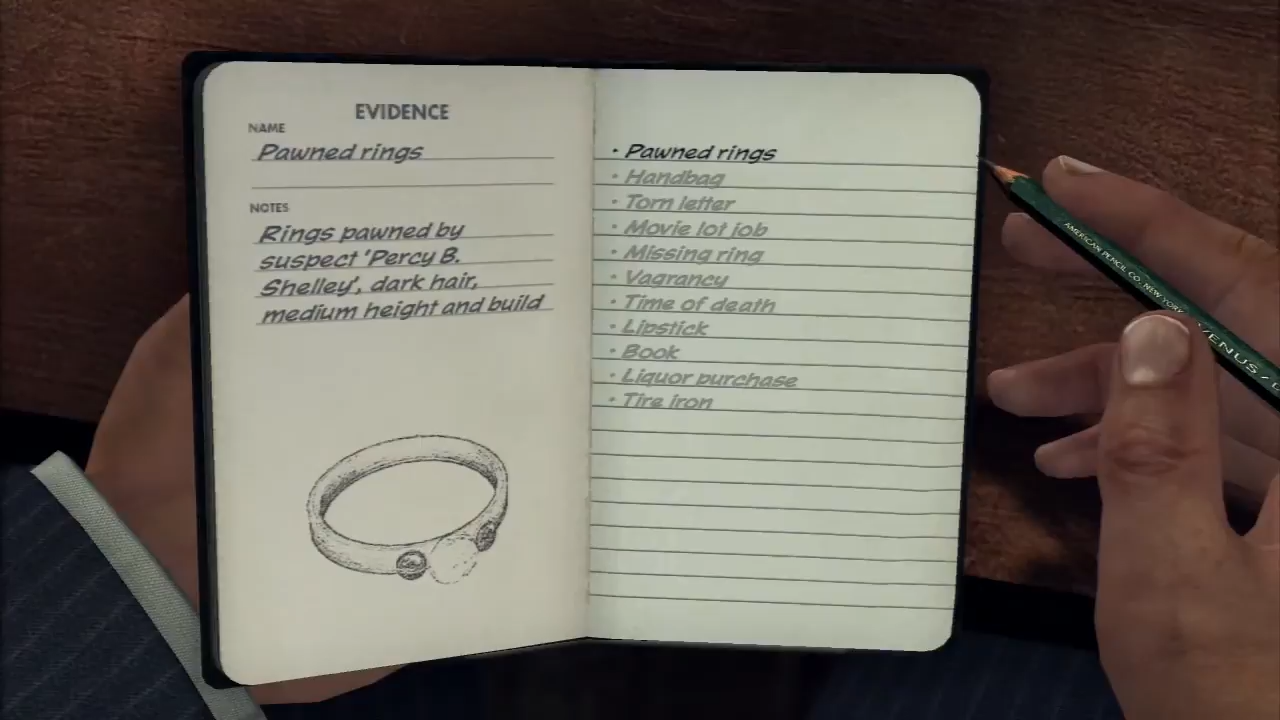 EVIDENCE
NAME
Pawned rings
NOTES
Rings pawned by
suspect 'Percy B.
Shelley', dark hair,
medium height and build
• Pawned rings
• Handbag
• Torn letter
• Movie lot job
• Missing ring
• Vagrancy
• Time of death
• Lipstick
• Book
• Liquor purchase
• Tire iron
AMERICAN PENCIL CO. NEW YORK
VENUS